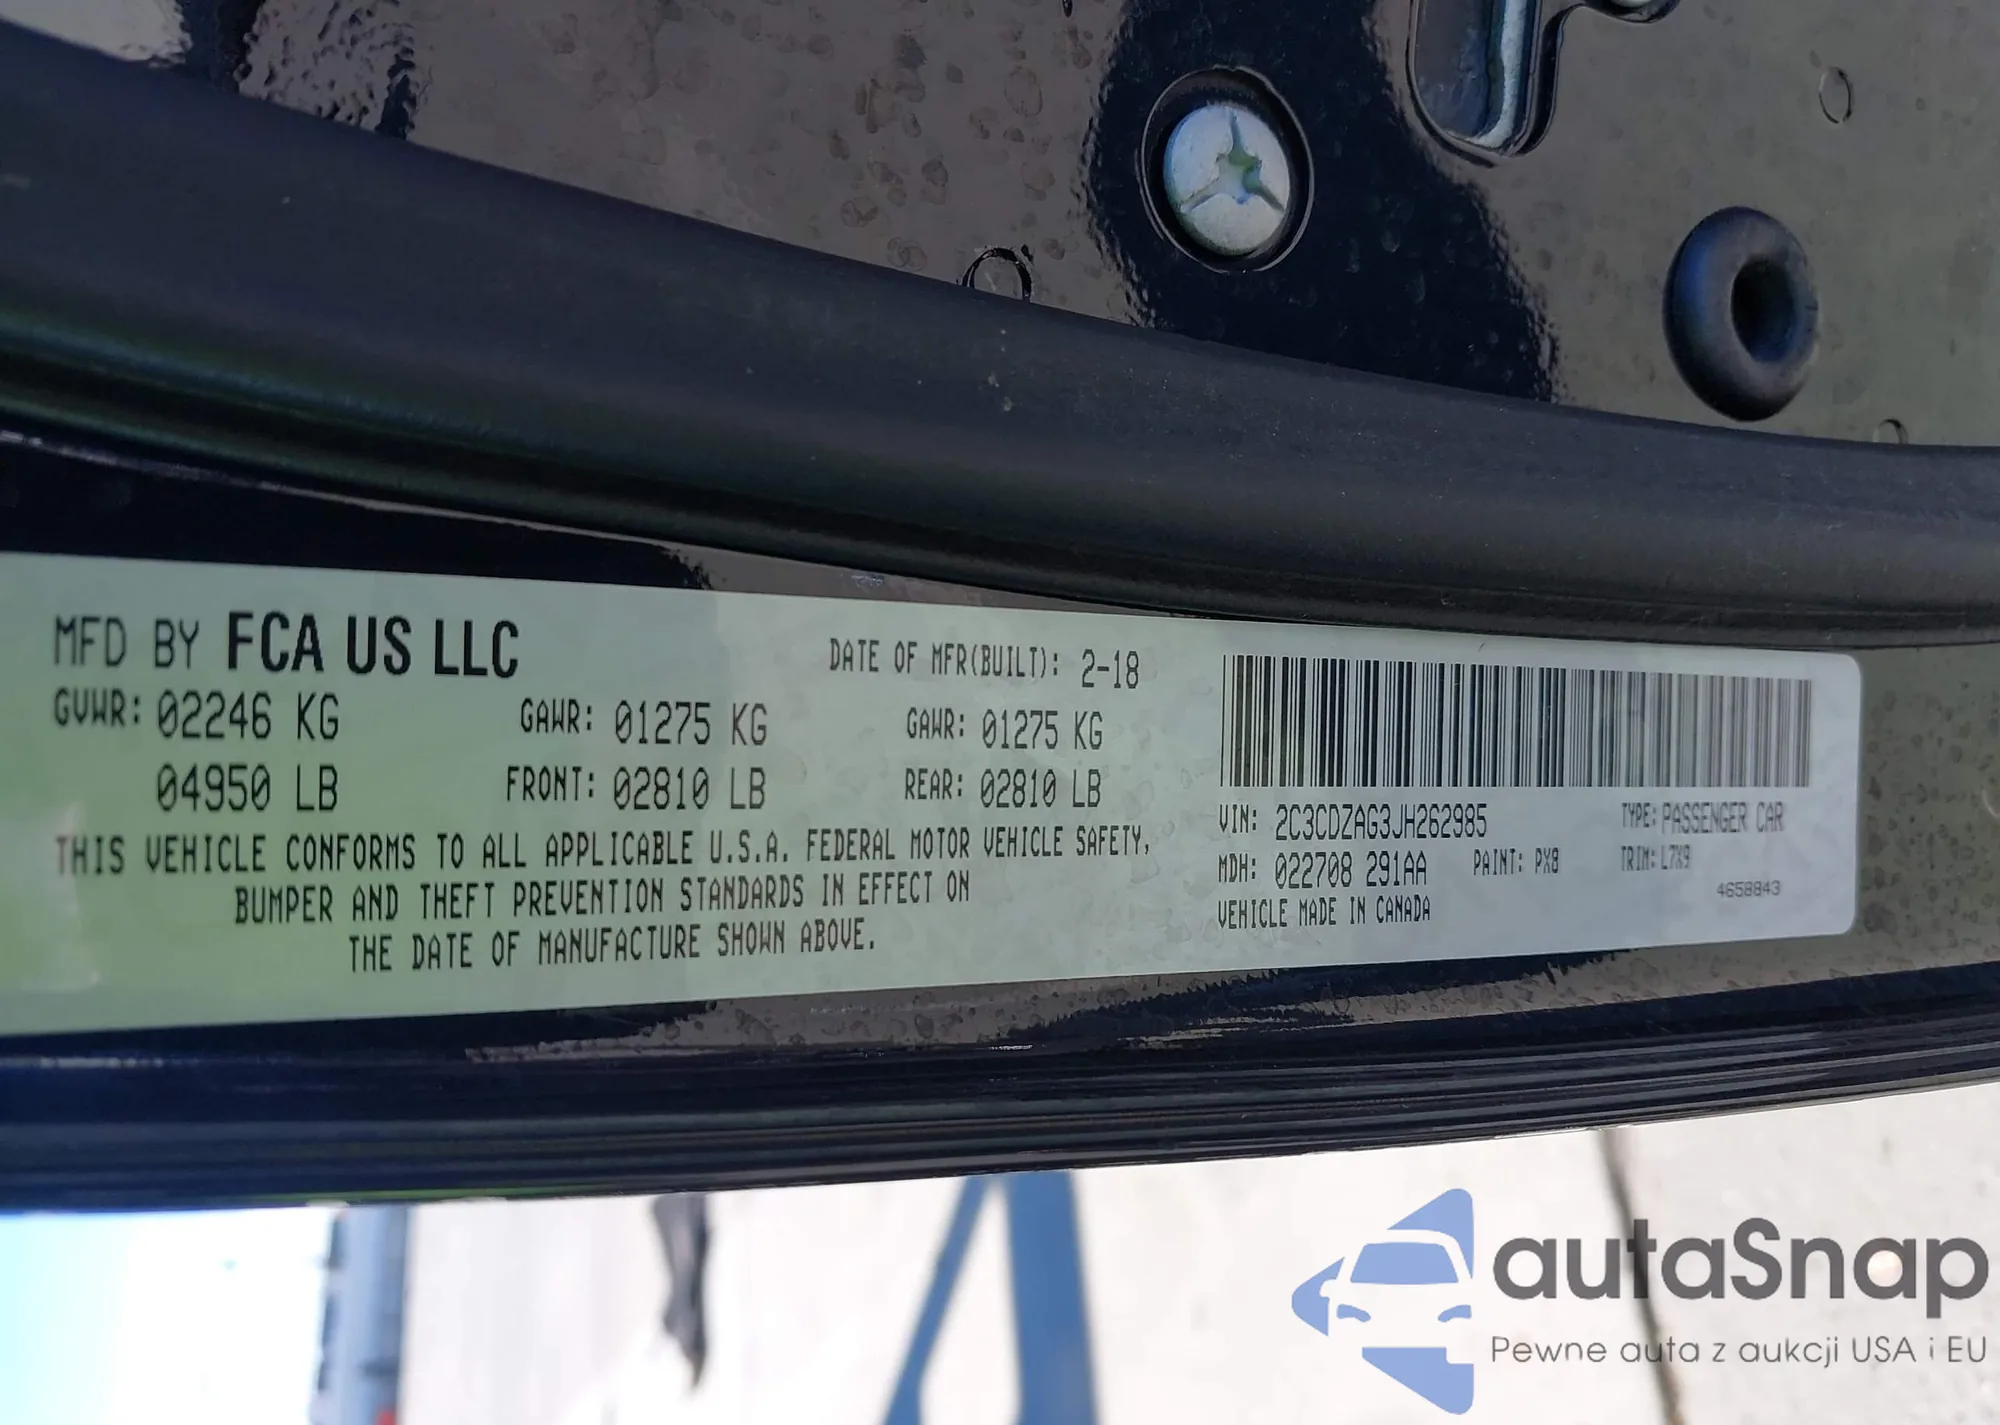 MFD BY FCA US LLC
DATE OF MFR(BUILT): 2-18
GVWR: 02246 KG
GAWR: 01275 KG
GAWR: 01275 KG
04950 LB
FRONT: 02810 LB
REAR: 02810 LB
THIS VEHICLE CONFORMS TO ALL APPLICABLE U.S.A. FEDERAL MOTOR VEHICLE SAFETY,
BUMPER AND THEFT PREVENTION STANDARDS IN EFFECT ON
THE DATE OF MANUFACTURE SHOWN ABOVE.
VIN: 2C3CDZAG3JH262985
TYPE: PASSENGER CAR
MDH: 022708 291AA
PAINT: PX8
TRIM: L7X9
VEHICLE MADE IN CANADA
4658843
autaSnap
Pewne auta z aukcji USA i EU